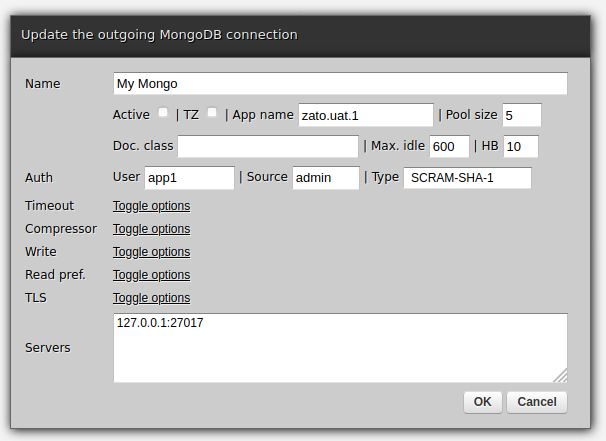 Update the outgoing MongoDB connection
Name My Mongo
Active | TZ | App name zato.uat.1 | Pool size 5
Doc. class | Max. idle 600 | HB 10
Auth User app1 | Source admin | Type SCRAM-SHA-1
Timeout Toggle options
Compressor Toggle options
Write Toggle options
Read pref. Toggle options
TLS Toggle options
Servers 127.0.0.1:27017
OK Cancel